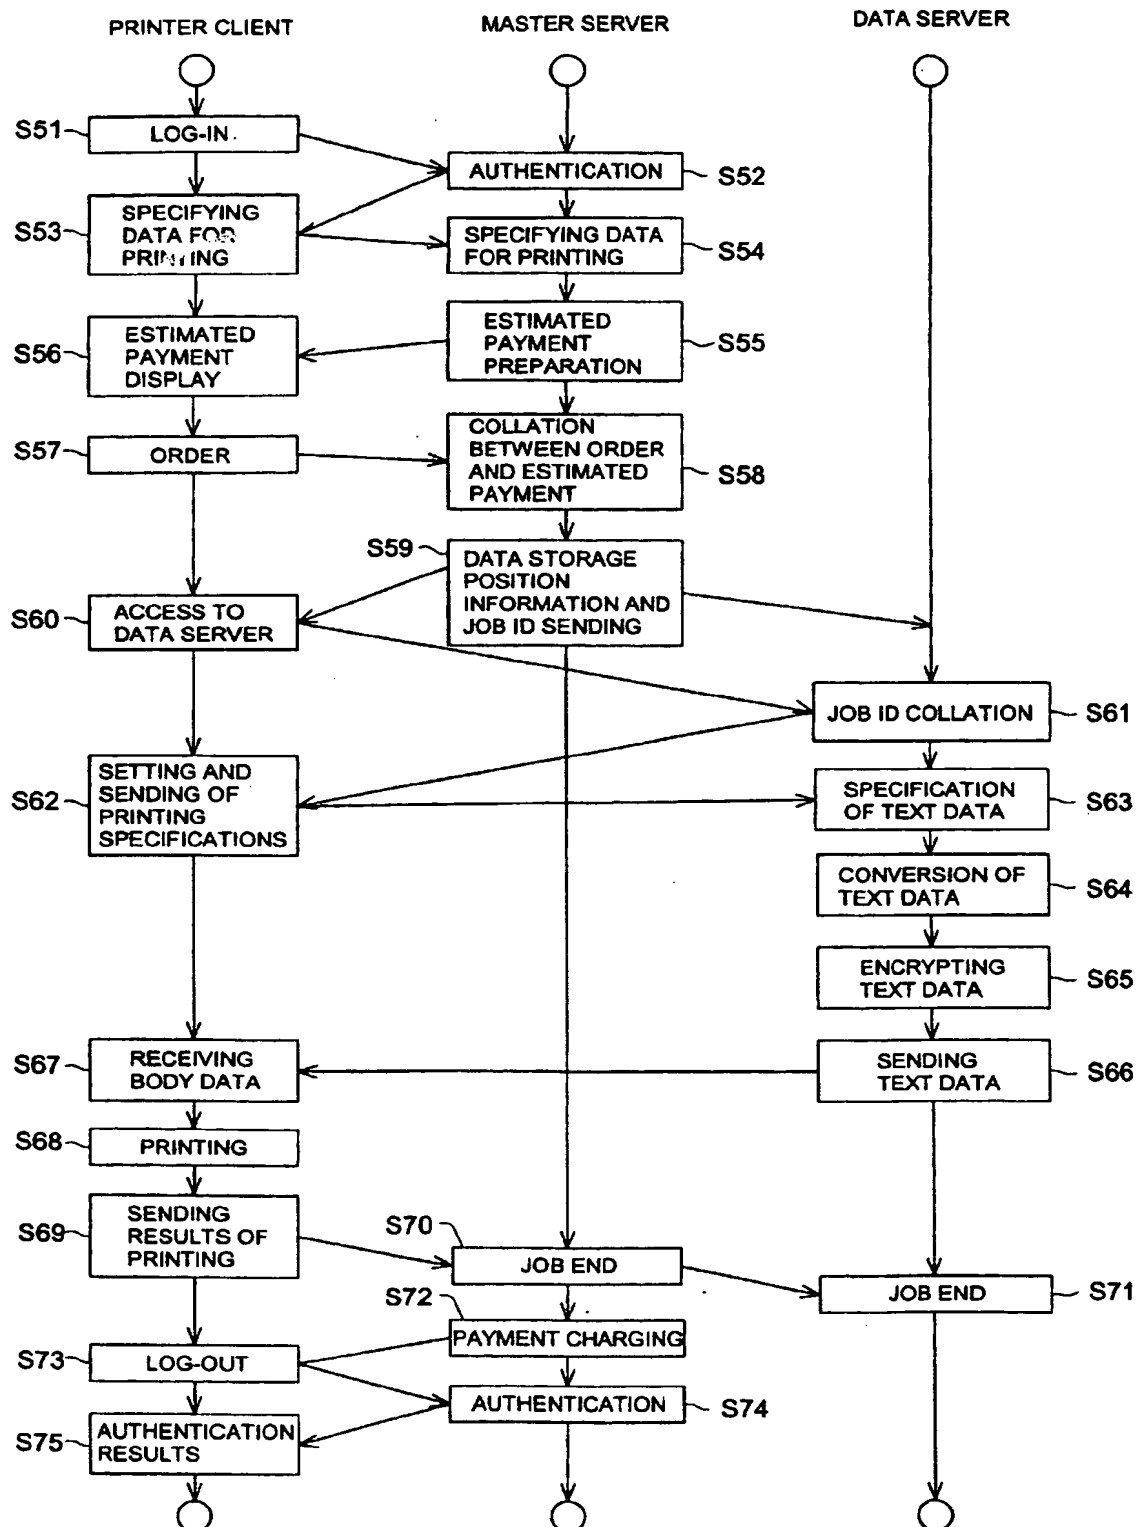 PRINTER CLIENT
MASTER SERVER
DATA SERVER
S51
LOG-IN
AUTHENTICATION
S52
S53
SPECIFYING
DATA FOR
PRINTING
SPECIFYING DATA
FOR PRINTING
S54
S56
ESTIMATED
PAYMENT
DISPLAY
ESTIMATED
PAYMENT
PREPARATION
S55
S57
ORDER
COLLATION
BETWEEN ORDER
AND ESTIMATED
PAYMENT
S58
S59
DATA STORAGE
POSITION
INFORMATION AND
JOB ID SENDING
S60
ACCESS TO
DATA SERVER
JOB ID COLLATION
S61
S62
SETTING AND
SENDING OF
PRINTING
SPECIFICATIONS
SPECIFICATION
OF TEXT DATA
S63
CONVERSION OF
TEXT DATA
S64
ENCRYPTING
TEXT DATA
S65
S67
RECEIVING
BODY DATA
SENDING
TEXT DATA
S66
S68
PRINTING
S69
SENDING
RESULTS OF
PRINTING
S70
JOB END
JOB END
S71
S72
PAYMENT CHARGING
S73
LOG-OUT
AUTHENTICATION
S74
S75
AUTHENTICATION
RESULTS